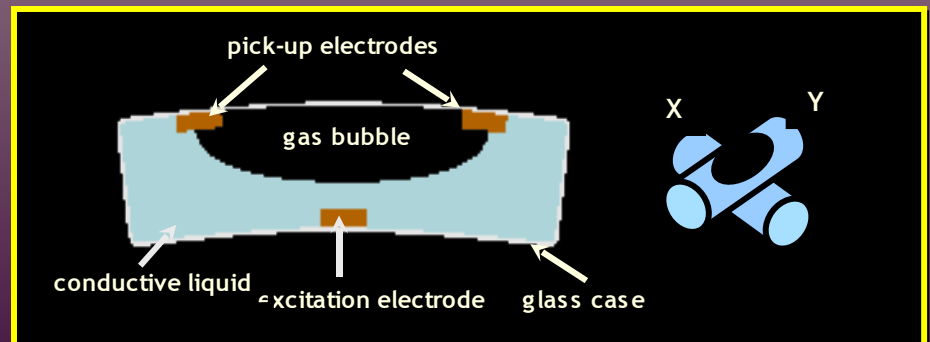 pick-up electrodes
X
Y
gas bubble
conductive liquid
excitation electrode
glass case